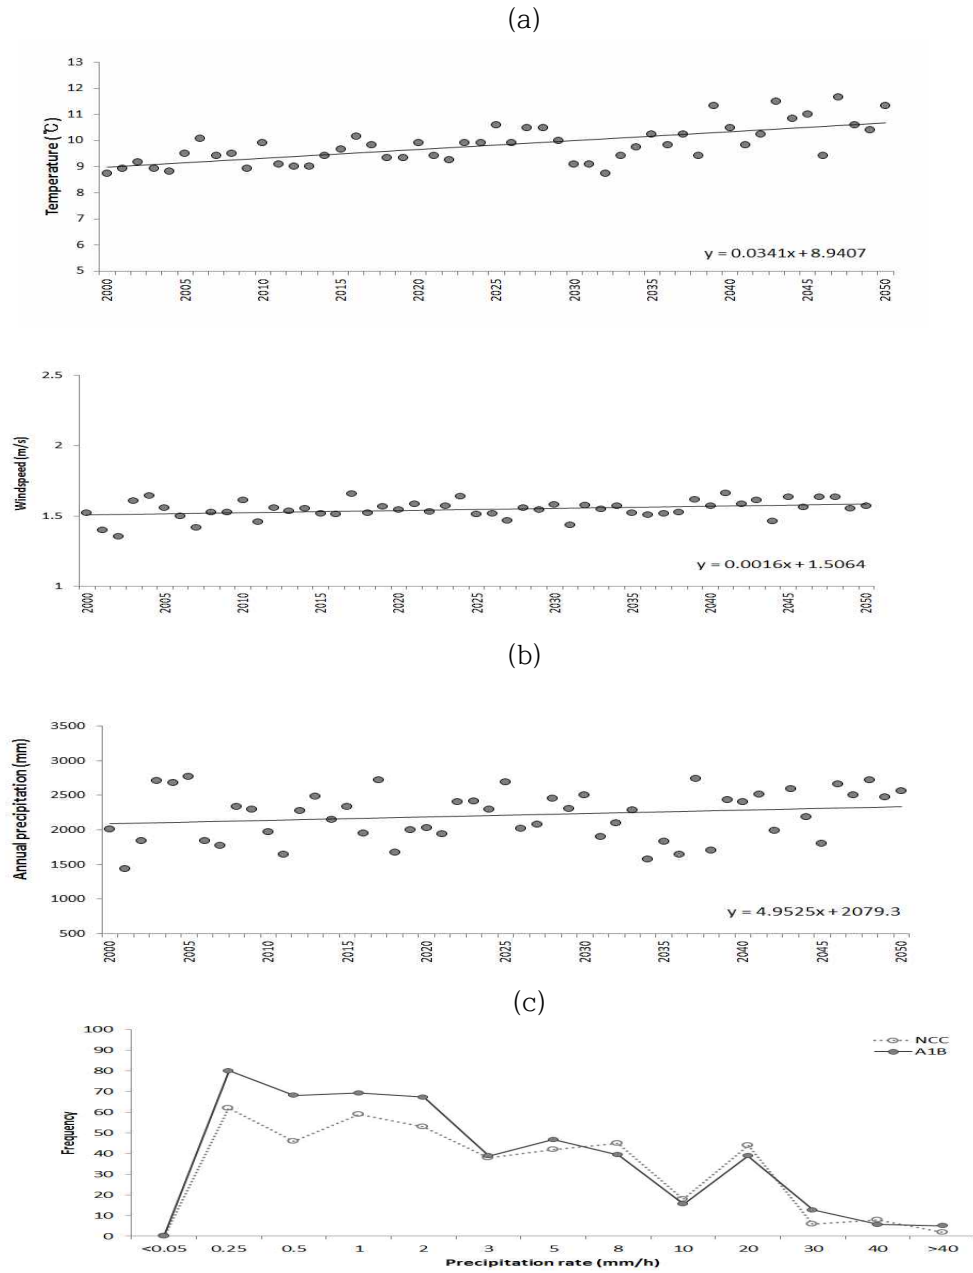 (a)
13
12
11
10
9
8
7
6
5
Temperature (℃)
y = 0.0341x + 8.9407
2000 2005 2010 2015 2020 2025 2030 2035 2040 2045 2050
2.5
2
1.5
1
Windspeed (m/s)
y = 0.0016x + 1.5064
2000 2005 2010 2015 2020 2025 2030 2035 2040 2045 2050
(b)
3500
3000
2500
2000
1500
1000
500
Annual precipitation (mm)
y = 4.9525x + 2079.3
2000 2005 2010 2015 2020 2025 2030 2035 2040 2045 2050
(c)
100
90
80
70
60
50
40
30
20
10
0
Frequency
NCC
A1B
<0.05 0.25 0.5 1 2 3 5 8 10 20 30 40 >40
Precipitation rate (mm/h)